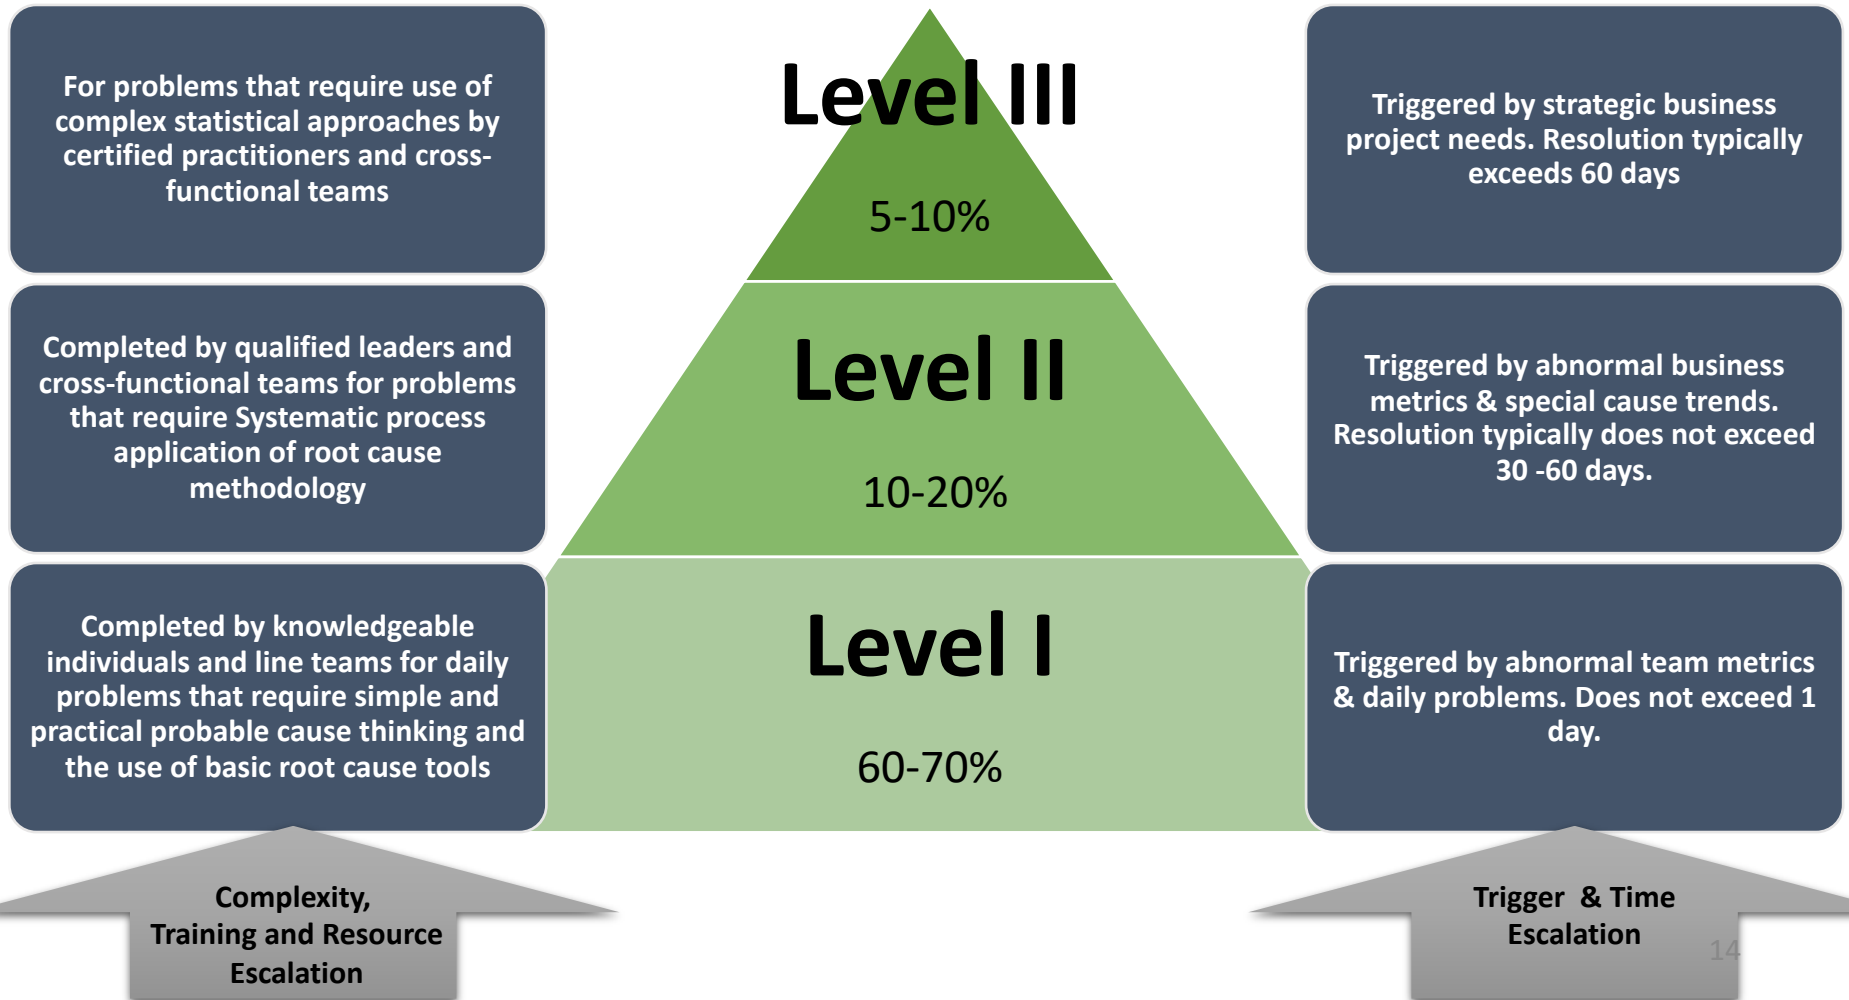 For problems that require use of
complex statistical approaches by
certified practitioners and cross-
functional teams
Level III
5-10%
Triggered by strategic business
project needs. Resolution typically
exceeds 60 days
Completed by qualified leaders and
cross-functional teams for problems
that require Systematic process
application of root cause
methodology
Level II
10-20%
Triggered by abnormal business
metrics & special cause trends.
Resolution typically does not exceed
30 -60 days.
Completed by knowledgeable
individuals and line teams for daily
problems that require simple and
practical probable cause thinking and
the use of basic root cause tools
Level I
60-70%
Triggered by abnormal team metrics
& daily problems. Does not exceed 1
day.
Complexity,
Training and Resource
Escalation
Trigger  & Time
Escalation
14